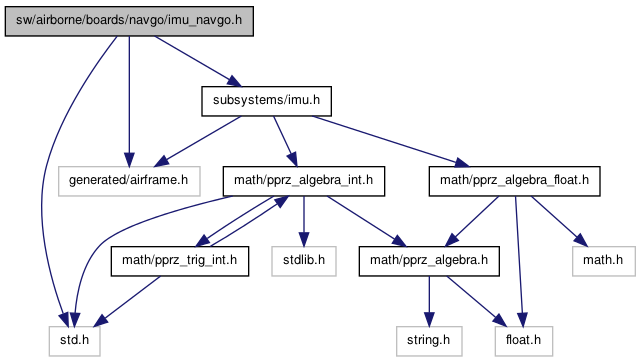 sw/airborne/boards/navgo/imu_navgo.h
subsystems/imu.h
generated/airframe.h
math/pprz_algebra_int.h
math/pprz_algebra_float.h
math/pprz_trig_int.h
stdlib.h
math/pprz_algebra.h
math.h
std.h
string.h
float.h